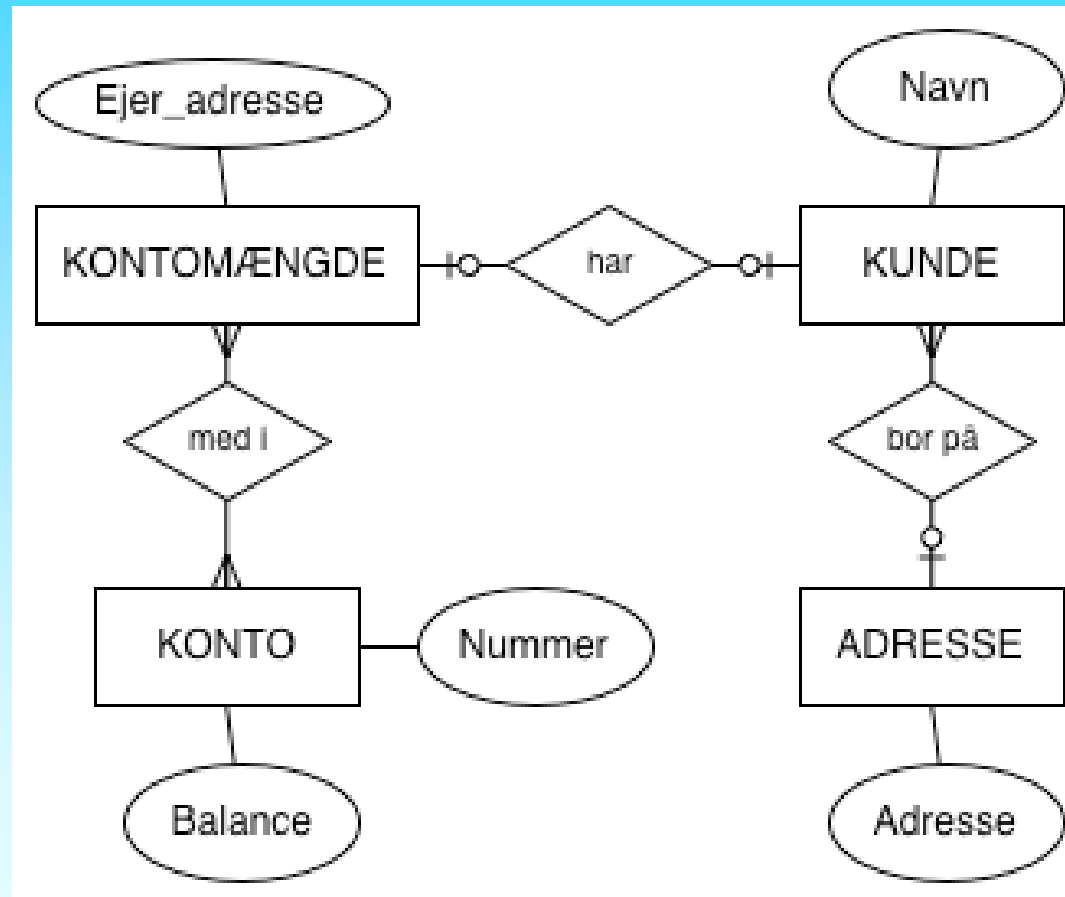 Ejer_adresse
Navn
KONTOMÆNGDE
har
KUNDE
med i
bor på
KONTO
Nummer
ADRESSE
Balance
Adresse